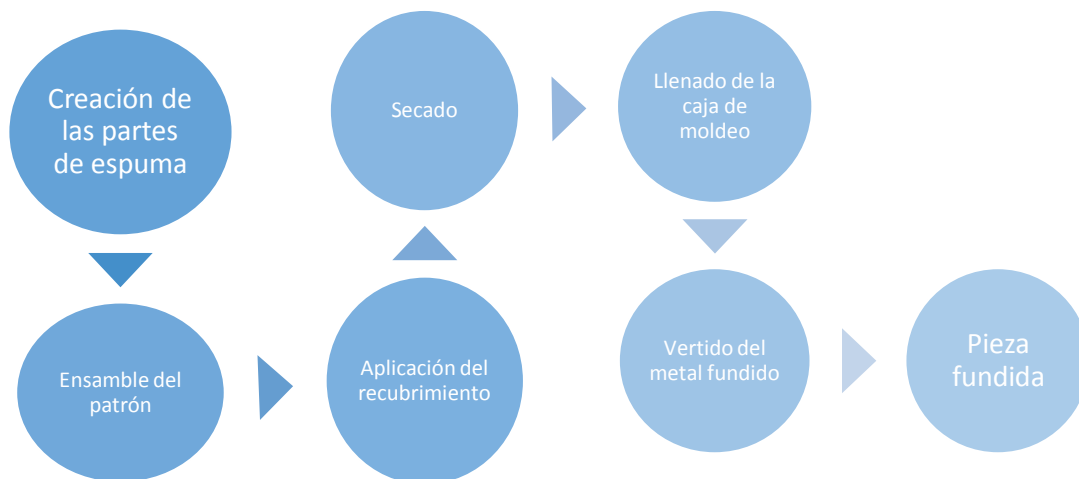 Creación de
las partes
de espuma
Ensamble del
patrón
Aplicación del
recubrimiento
Secado
Llenado de la
caja de
moldeo
Vertido del
metal fundido
Pieza
fundida